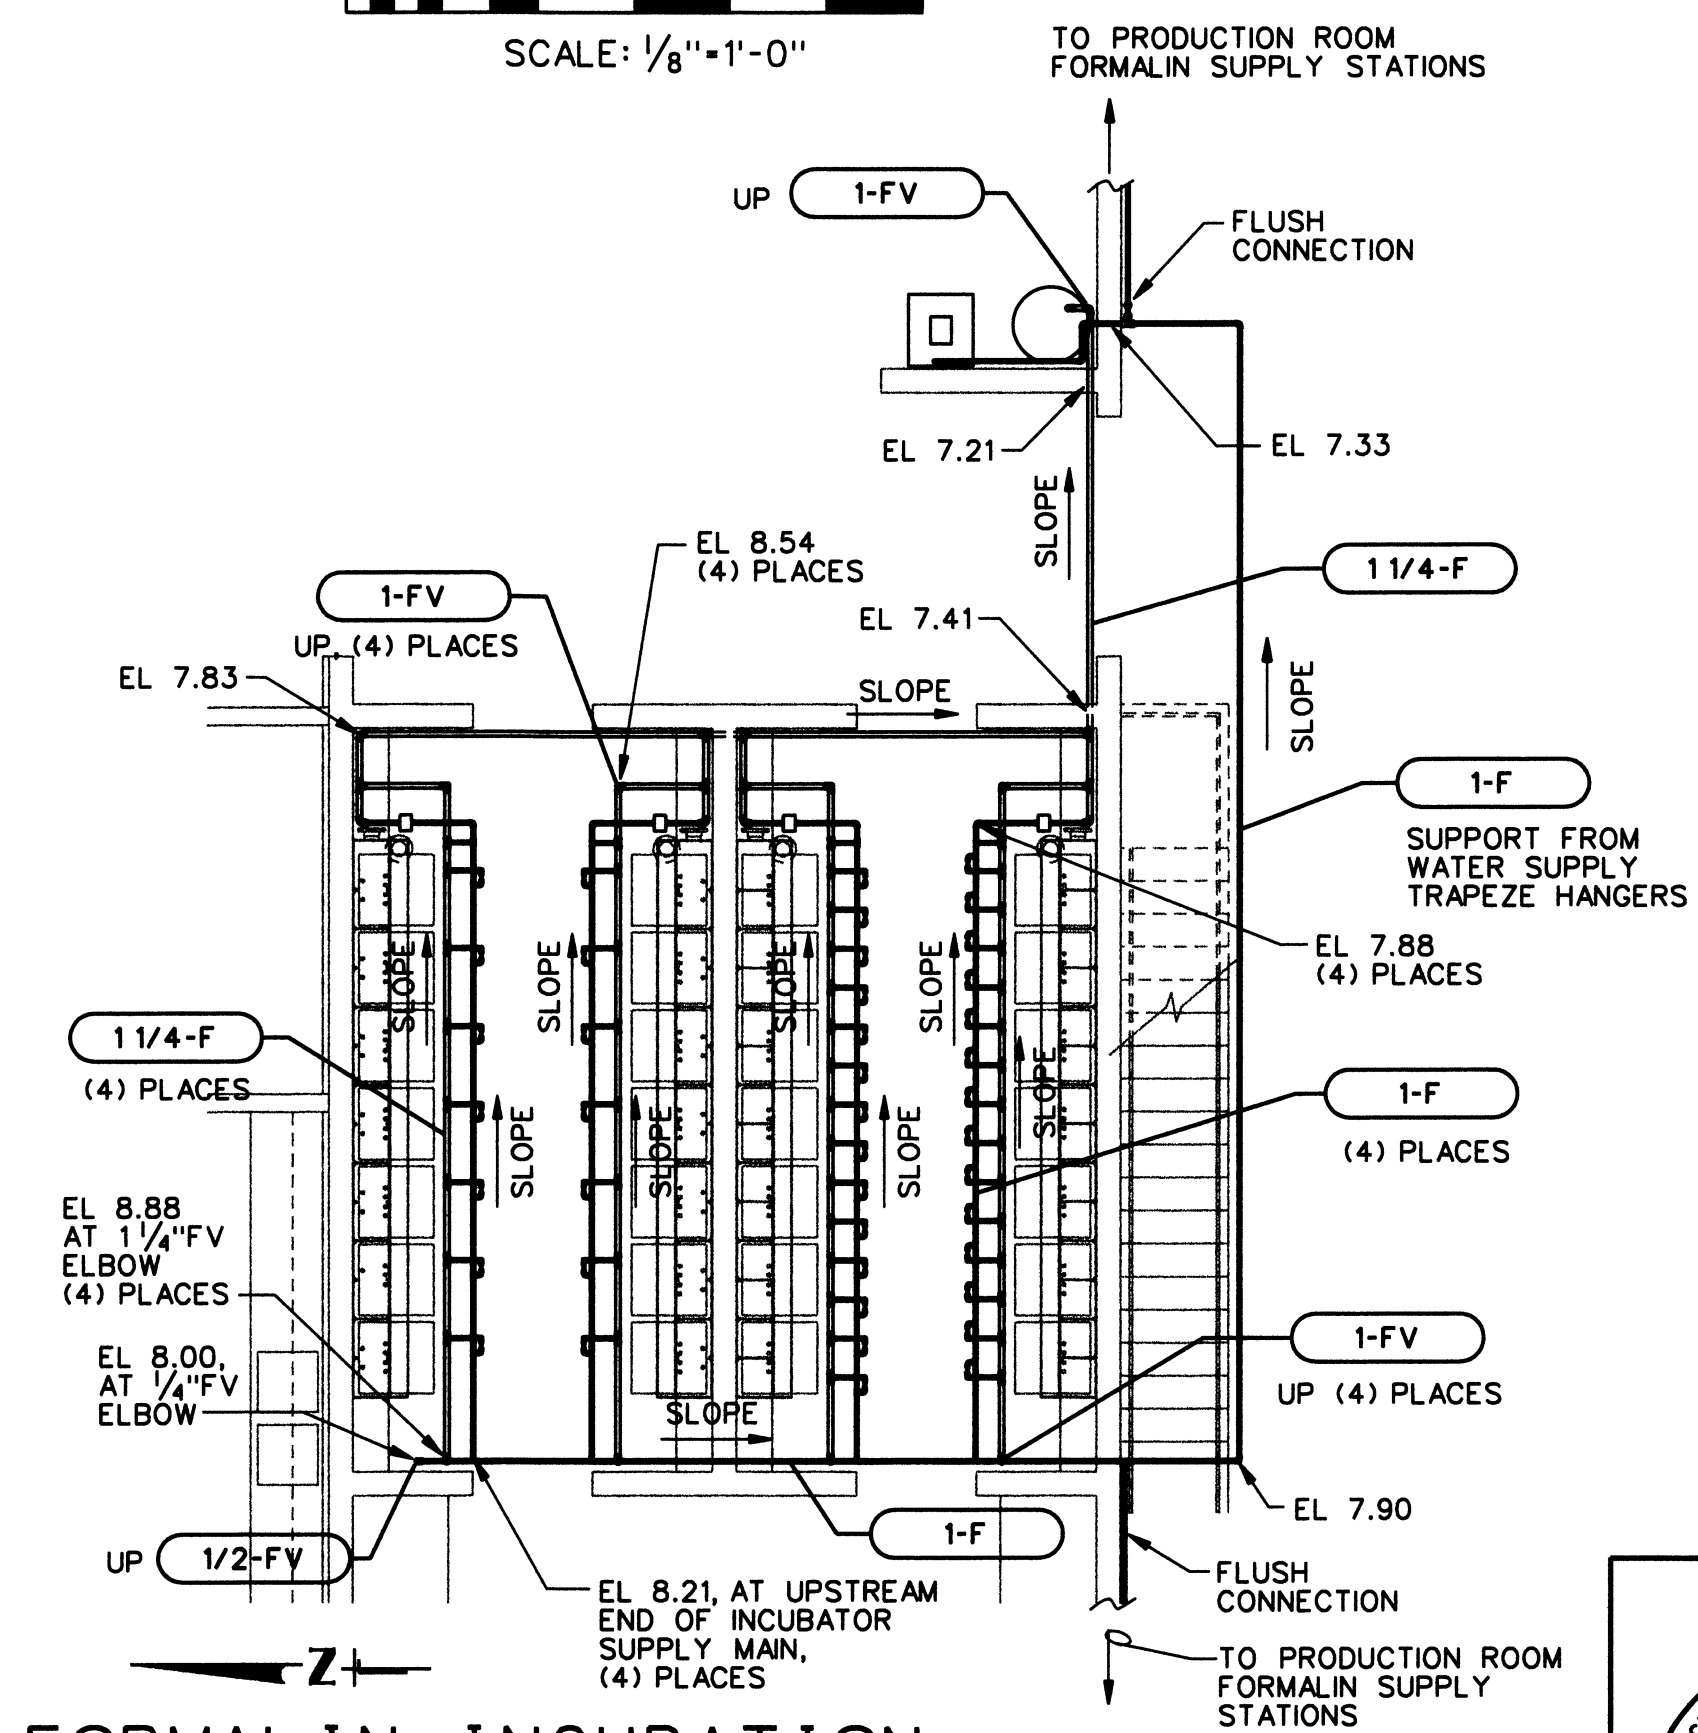 SCALE: 1/8"=1'-0"
TO PRODUCTION ROOM
FORMALIN SUPPLY STATIONS
UP 1-FV
FLUSH
CONNECTION
EL 7.21
EL 7.33
SLOPE
EL 8.54
(4) PLACES
1 1/4-F
1-FV
UP, (4) PLACES
EL 7.41
EL 7.83
SLOPE
SLOPE
1-F
SUPPORT FROM
WATER SUPPLY
TRAPEZE HANGERS
EL 7.88
(4) PLACES
SLOPE
SLOPE
SLOPE
SLOPE
1 1/4-F
(4) PLACES
SLOPE
1-F
(4) PLACES
SLOPE
SLOPE
SLOPE
EL 8.88
AT 1 1/4"FV
ELBOW
(4) PLACES
EL 8.00,
AT 1/4"FV
ELBOW
1-FV
UP (4) PLACES
SLOPE
EL 7.90
UP 1/2-FV
1-F
FLUSH
CONNECTION
EL 8.21, AT UPSTREAM
END OF INCUBATOR
SUPPLY MAIN,
(4) PLACES
Z
TO PRODUCTION ROOM
FORMALIN SUPPLY
STATIONS
FORMALIN INCUBATION